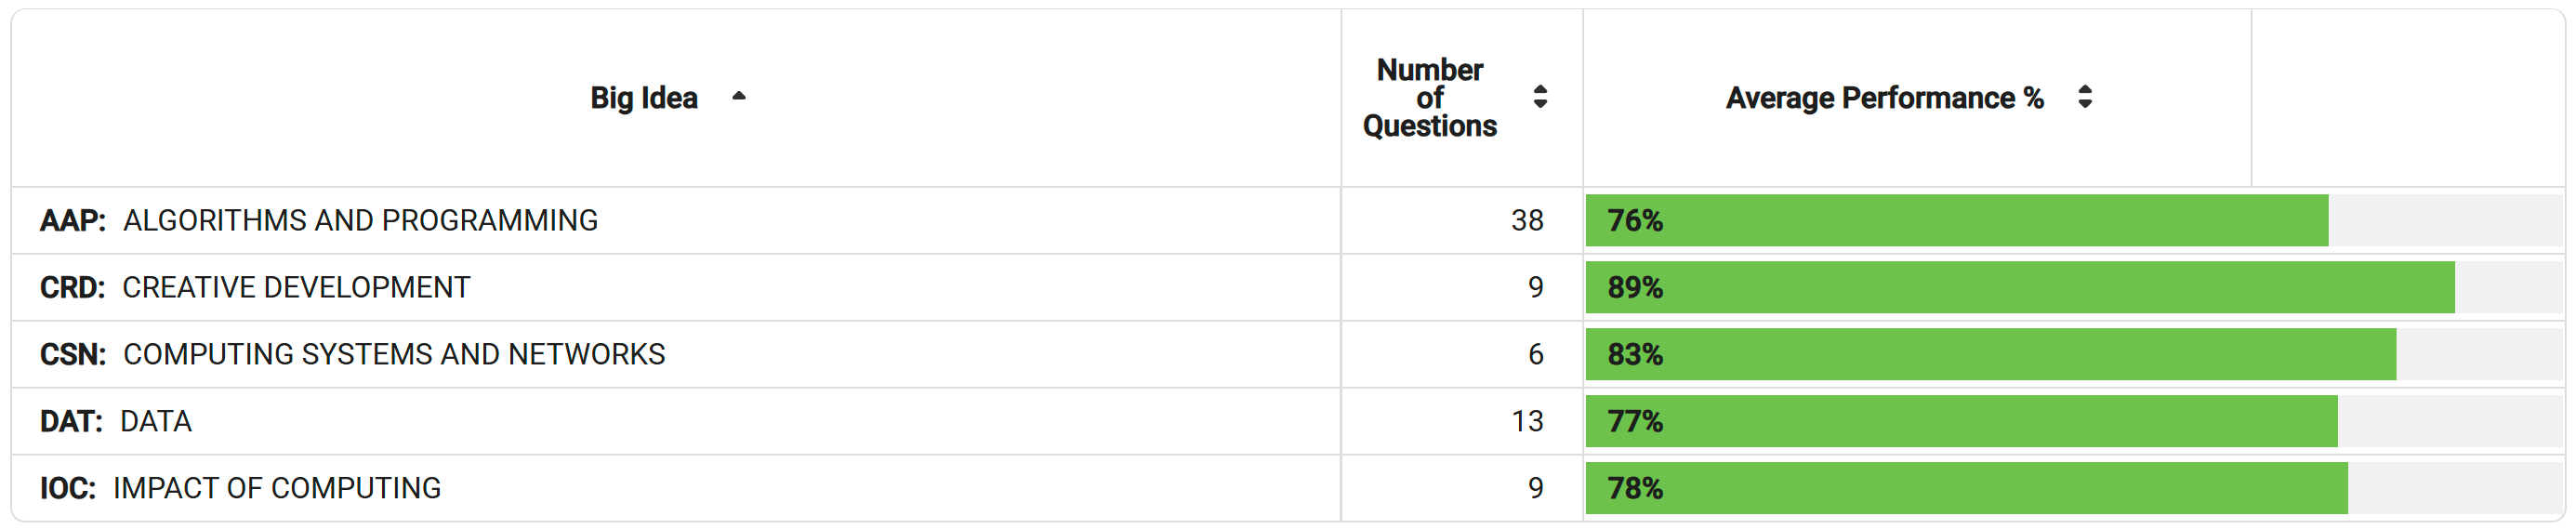 Big Idea
Number
of
Questions
Average Performance %
AAP: ALGORITHMS AND PROGRAMMING 38 76%
CRD: CREATIVE DEVELOPMENT 9 89%
CSN: COMPUTING SYSTEMS AND NETWORKS 6 83%
DAT: DATA 13 77%
IOC: IMPACT OF COMPUTING 9 78%